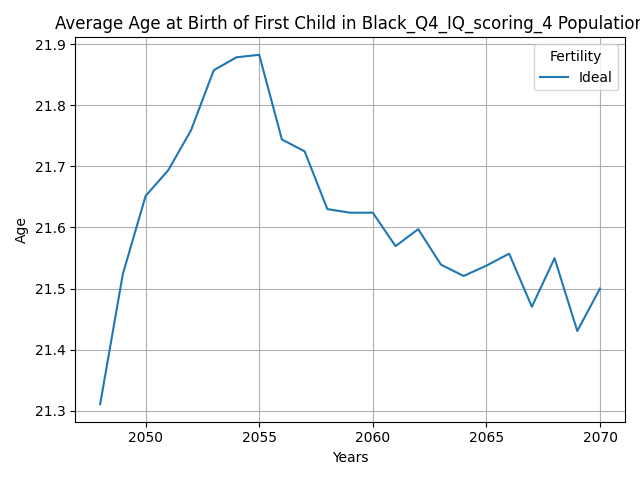 Average Age at Birth of First Child in Black_Q4_IQ_scoring_4 Population
Fertility
Ideal
21.9
21.8
21.7
21.6
21.5
21.4
21.3
Age
2050 2055 2060 2065 2070
Years